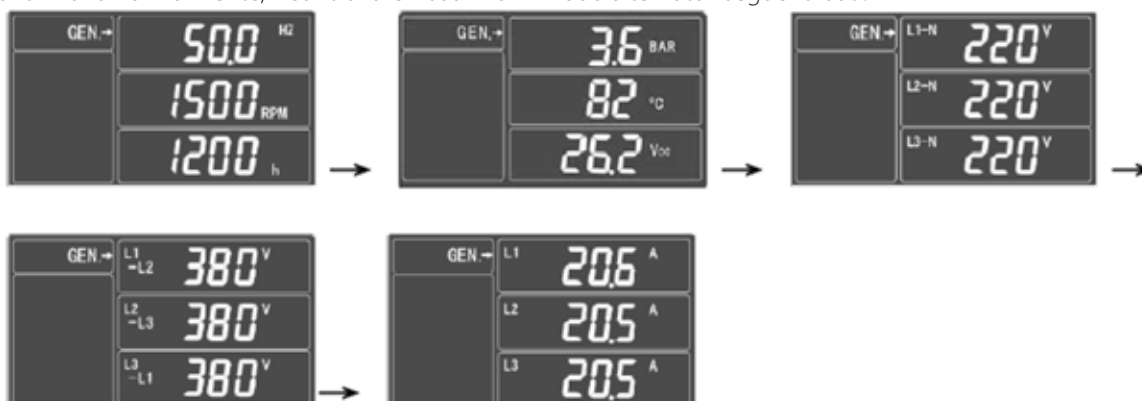 GEN. 50.0 HZ
1500 RPM
1200 h
GEN. 3.6 BAR
82 °C
26.2 VDC
GEN. L1-N 220 V
L2-N 220 V
L3-N 220 V
GEN. L1-L2 380 V
L2-L3 380 V
L3-L1 380 V
GEN. L1 20.6 A
L2 20.5 A
L3 20.5 A